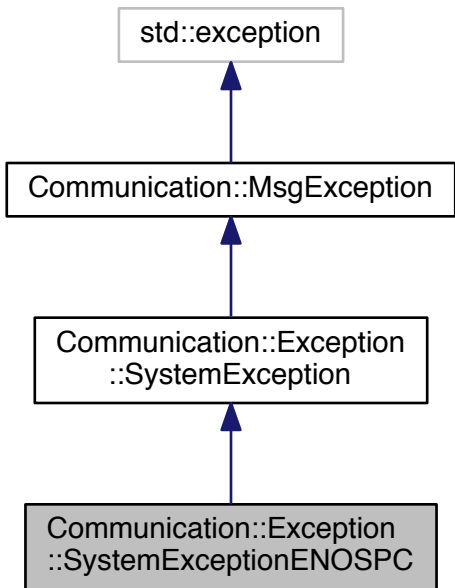 std::exception
Communication::MsgException
Communication::Exception
::SystemException
Communication::Exception
::SystemExceptionENOSPC